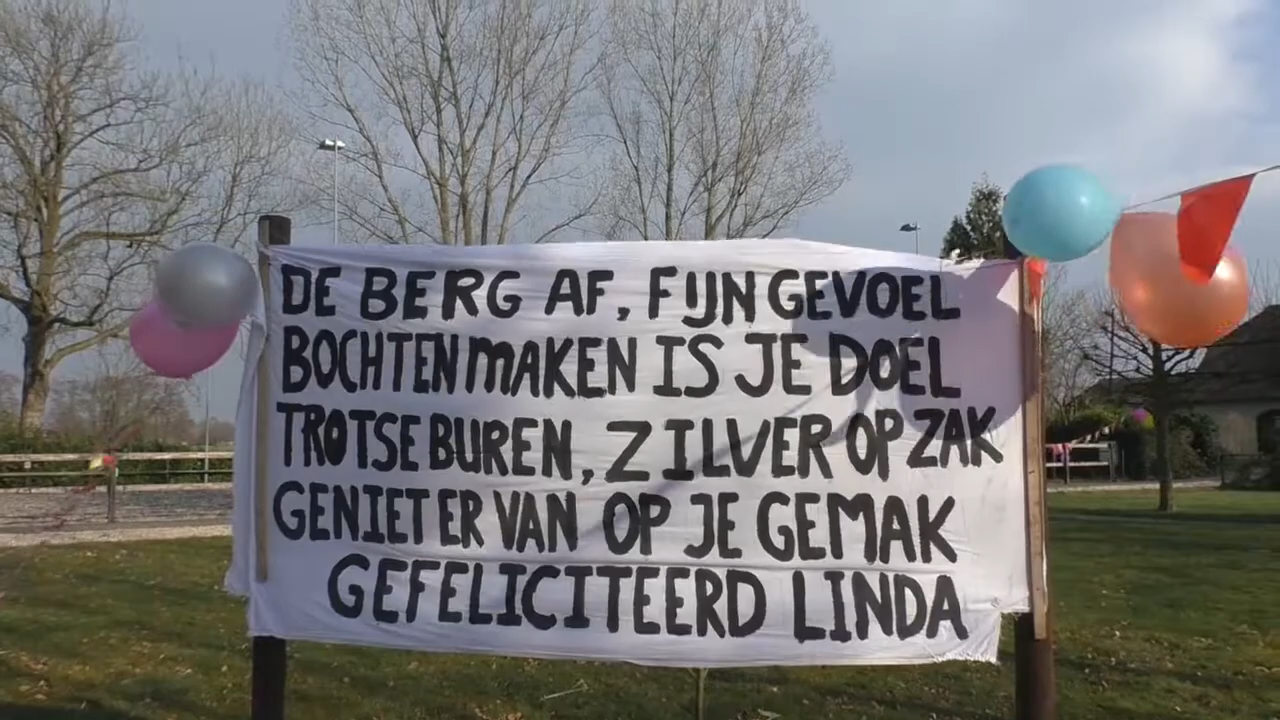 DE BERG AF, FIJN GEVOEL
BOCHTEN MAKEN IS JE DOEL
TROTSE BUREN, ZILVER OP ZAK
GENIET ER VAN OP JE GEMAK
GEFELICITEERD LINDA